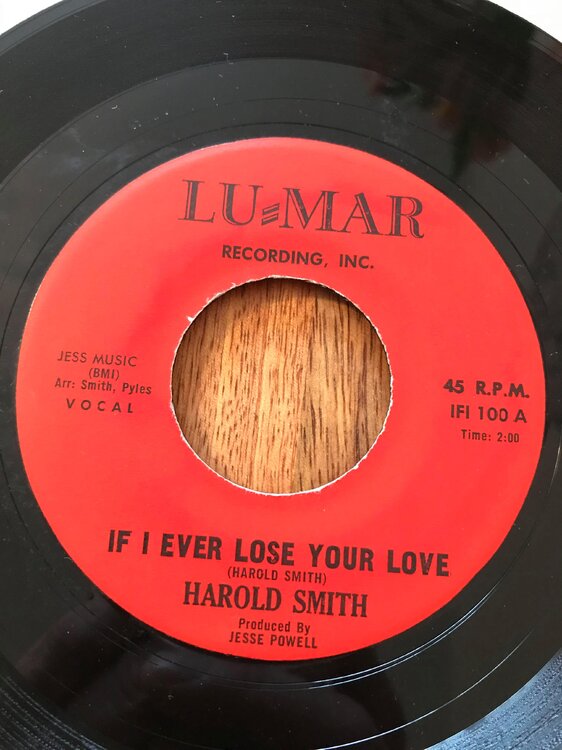 LU=MAR
RECORDING, INC.
JESS MUSIC
(BMI)
Arr: Smith, Pyles
VOCAL
45 R.P.M.
IFI 100 A
Time: 2:00
IF I EVER LOSE YOUR LOVE
(HAROLD SMITH)
HAROLD SMITH
Produced By
JESSE POWELL